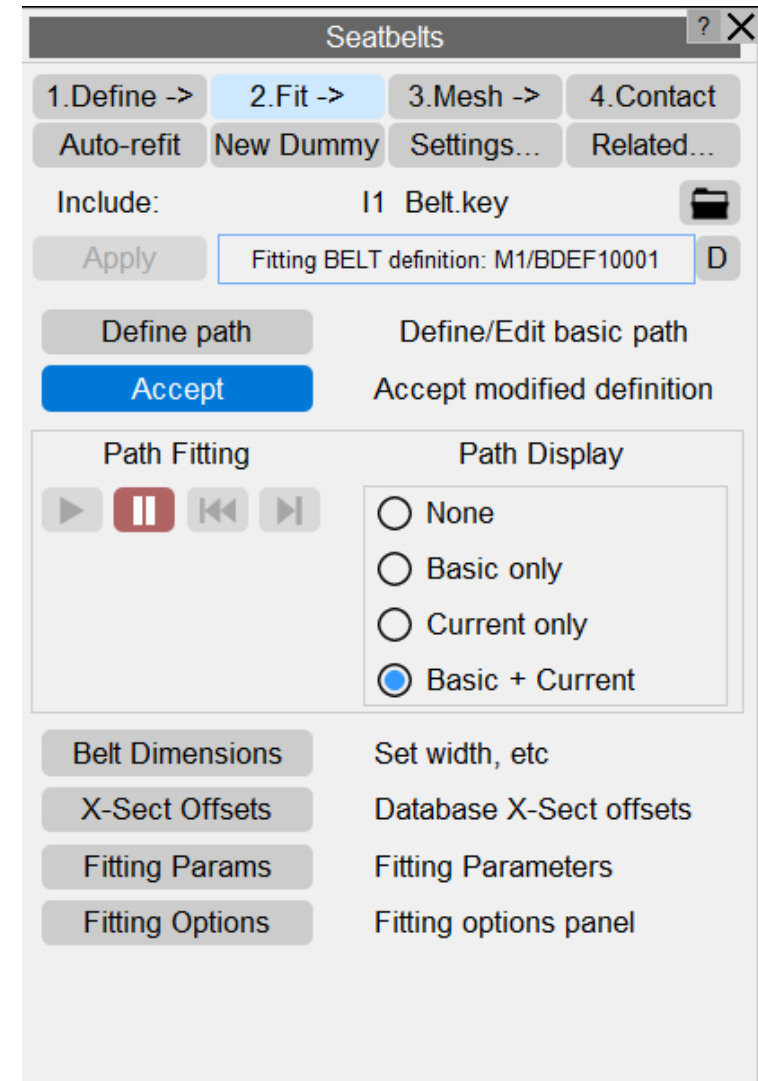 Seatbelts ? X
1.Define -> 2.Fit -> 3.Mesh -> 4.Contact
Auto-refit New Dummy Settings... Related...
Include: I1 Belt.key
Apply Fitting BELT definition: M1/BDEF10001 D
Define path Define/Edit basic path
Accept Accept modified definition
Path Fitting Path Display
None
Basic only
Current only
Basic + Current
Belt Dimensions Set width, etc
X-Sect Offsets Database X-Sect offsets
Fitting Params Fitting Parameters
Fitting Options Fitting options panel